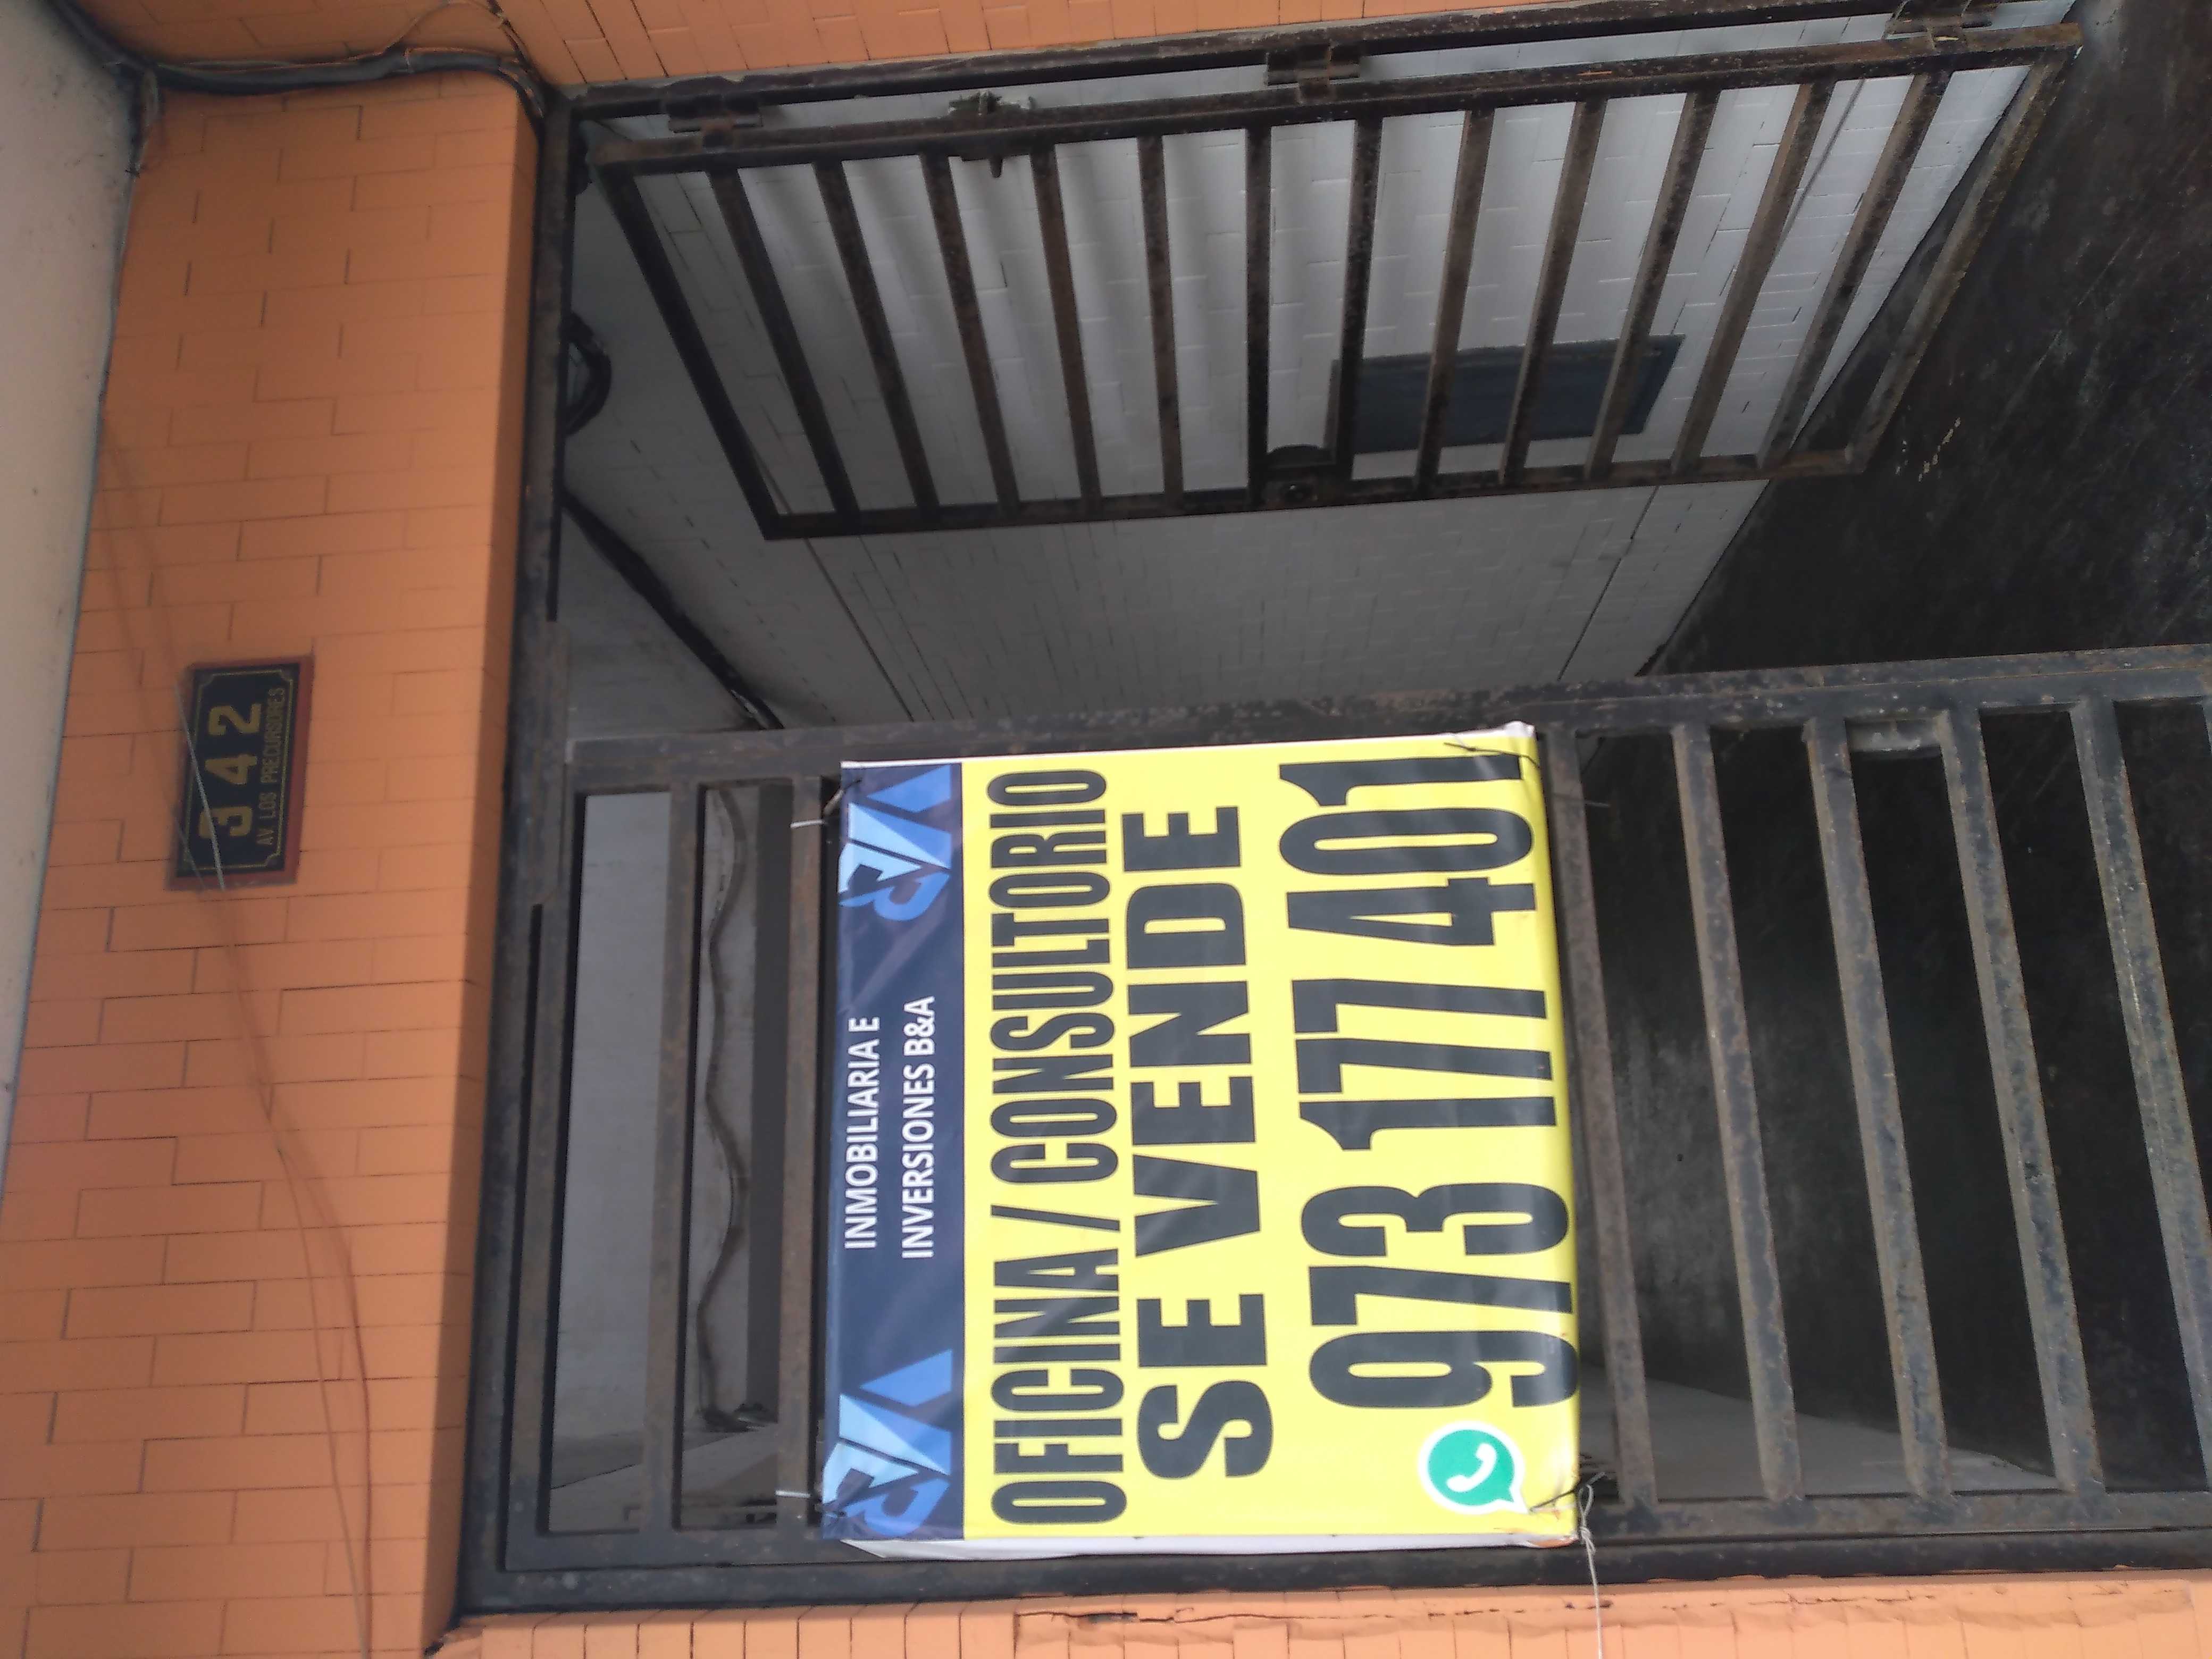 342
AV. LOS PRECURSORES
INMOBILIARIA E
INVERSIONES B&A
OFICINA / CONSULTORIO
SE VENDE
973 177 401